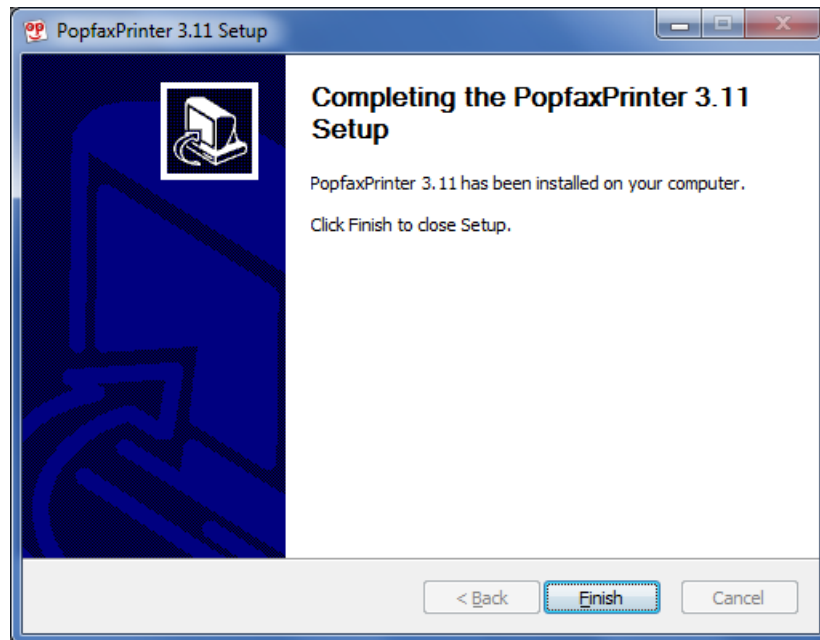 PopfaxPrinter 3.11 Setup
Completing the PopfaxPrinter 3.11
Setup
PopfaxPrinter 3.11 has been installed on your computer.
Click Finish to close Setup.
< Back Finish Cancel